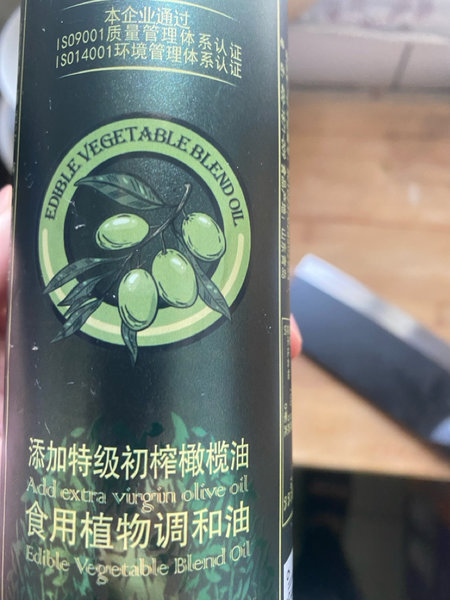 本企业通过
ISO9001质量管理体系认证
ISO14001环境管理体系认证
EDIBLE VEGETABLE BLEND OIL
添加特级初榨橄榄油
Add extra virgin olive oil
食用植物调和油
Edible Vegetable Blend Oil